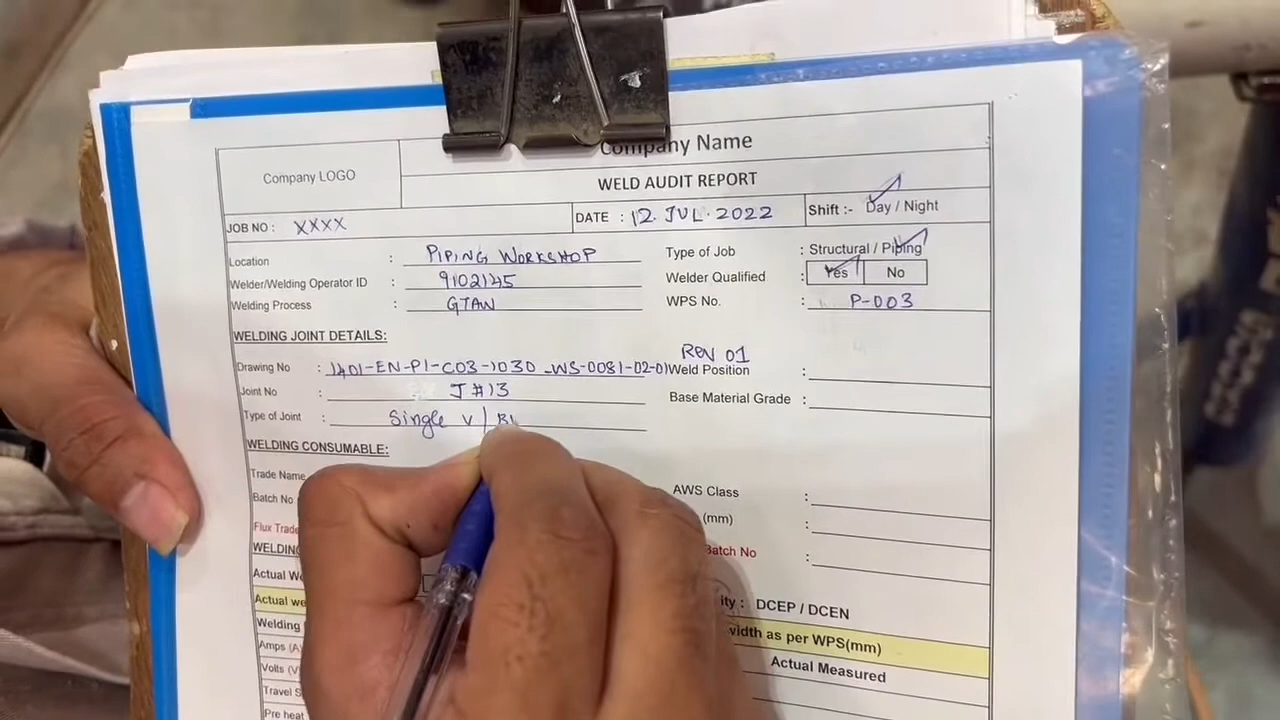 Company Name
Company LOGO
WELD AUDIT REPORT
JOB NO : XXXX DATE : 12. JUL. 2022 Shift :- Day / Night
Location : PIPING WORKSHOP Type of Job : Structural / Piping
Welder/Welding Operator ID : 9102145 Welder Qualified : Yes No
Welding Process : GTAW WPS No. : P-003
WELDING JOINT DETAILS:
Rev 01
Drawing No : 1401-EN-P1-C03-1030_WS-0081-02-01 Weld Position :
Joint No : J#13 Base Material Grade :
Type of Joint : Single V /
WELDING CONSUMABLE:
Trade Name AWS Class :
Batch No (mm) :
Flux Trade Batch No :
WELDING
Actual We DCEP / DCEN
Actual we width as per WPS(mm)
Welding Actual Measured
Amps (A)
Volts (V
Travel S
Pre heat